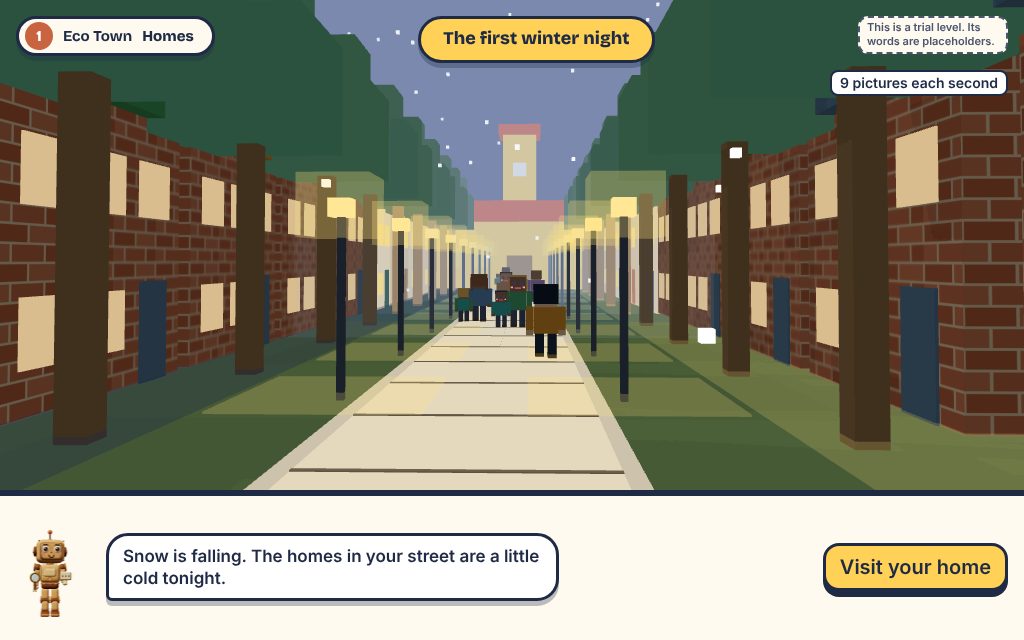 1 Eco Town Homes
The first winter night
This is a trial level. Its
words are placeholders.
9 pictures each second
Snow is falling. The homes in your street are a little
cold tonight.
Visit your home